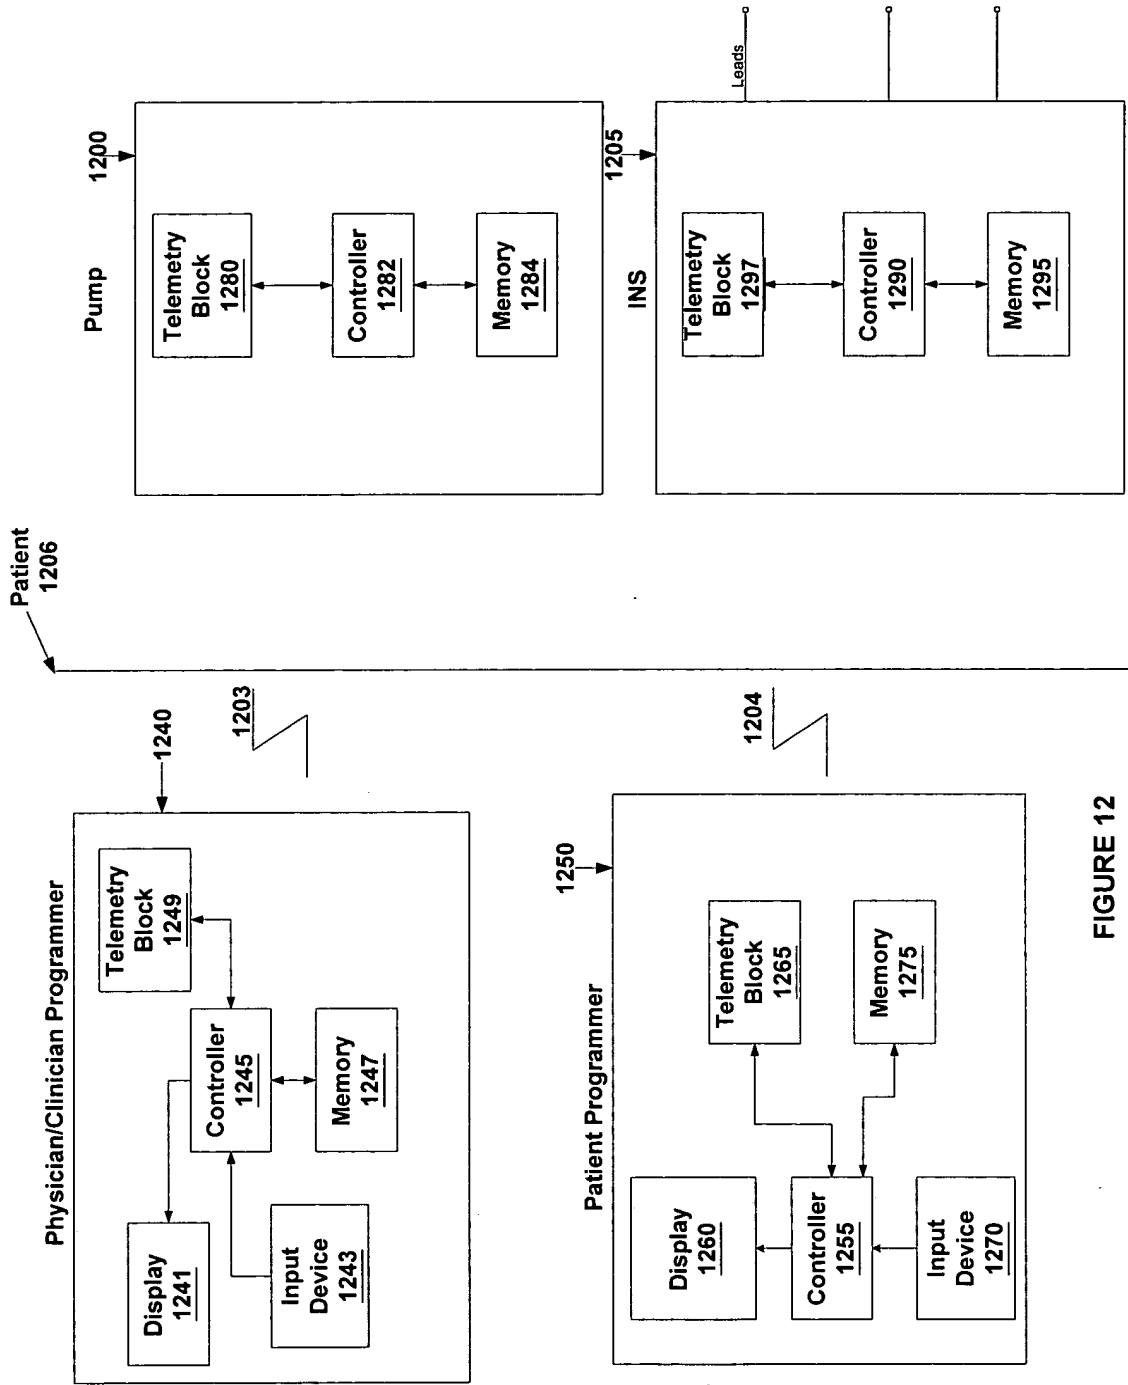 Physician/Clinician Programmer
1240
Display
1241
Input
Device
1243
Controller
1245
Memory
1247
Telemetry
Block
1249
1203
Patient
1206
Pump
1200
Telemetry
Block
1280
Controller
1282
Memory
1284
Patient Programmer
1250
Display
1260
Controller
1255
Input
Device
1270
Telemetry
Block
1265
Memory
1275
1204
INS
1205
Telemetry
Block
1297
Controller
1290
Memory
1295
Leads
FIGURE 12